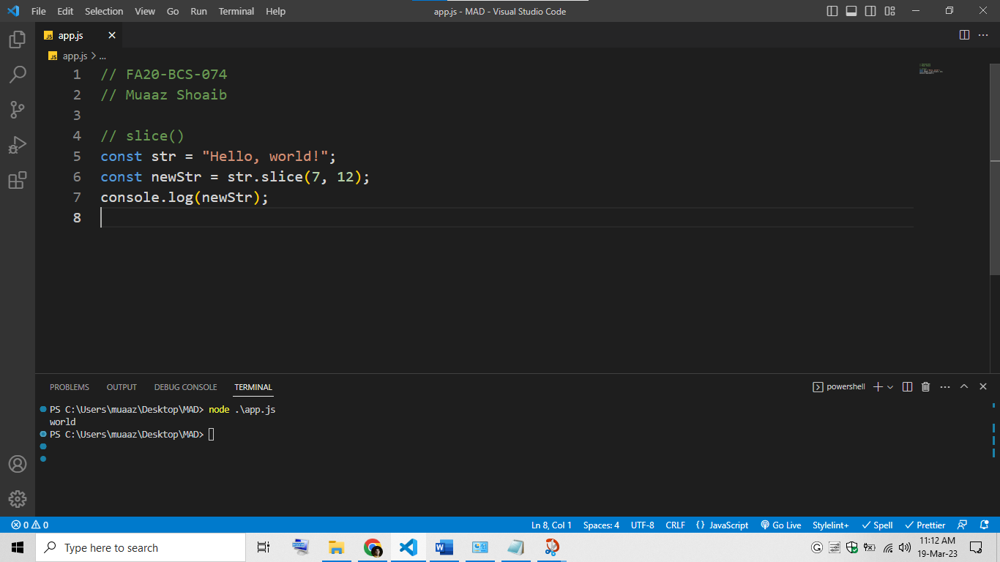 File Edit Selection View Go Run Terminal Help
app.js - MAD - Visual Studio Code
JS app.js
JS app.js > ...
1 // FA20-BCS-074
2 // Muaaz Shoaib
3
4 // slice()
5 const str = "Hello, world!";
6 const newStr = str.slice(7, 12);
7 console.log(newStr);
8
PROBLEMS OUTPUT DEBUG CONSOLE TERMINAL
powershell
PS C:\Users\muaaz\Desktop\MAD> node .\app.js
world
PS C:\Users\muaaz\Desktop\MAD>
0 0
Ln 8, Col 1 Spaces: 4 UTF-8 CRLF {} JavaScript Go Live Stylelint+ Spell Prettier
Type here to search
11:12 AM
19-Mar-23